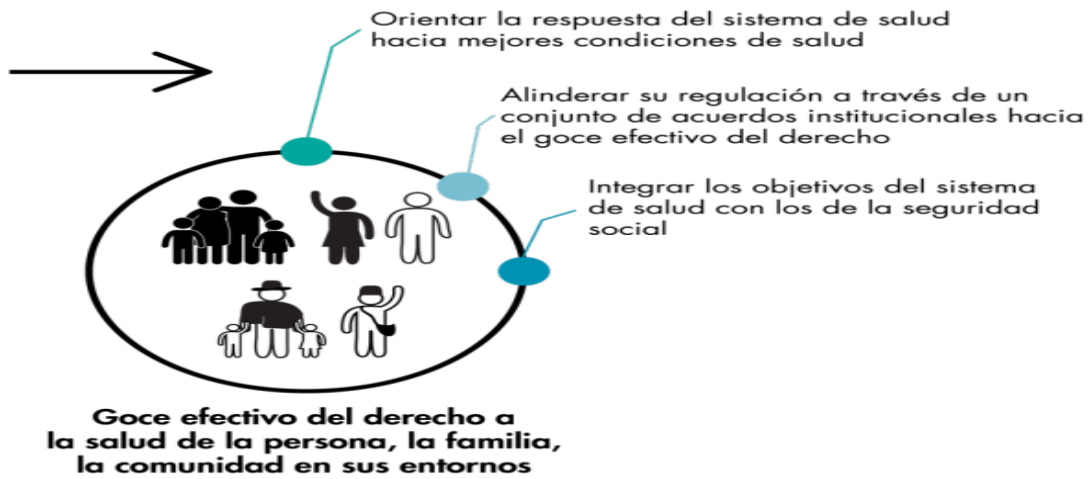 Orientar la respuesta del sistema de salud
hacia mejores condiciones de salud
Alinderar su regulación a través de un
conjunto de acuerdos institucionales hacia
el goce efectivo del derecho
Integrar los objetivos del sistema
de salud con los de la seguridad
social
Goce efectivo del derecho a
la salud de la persona, la familia,
la comunidad en sus entornos